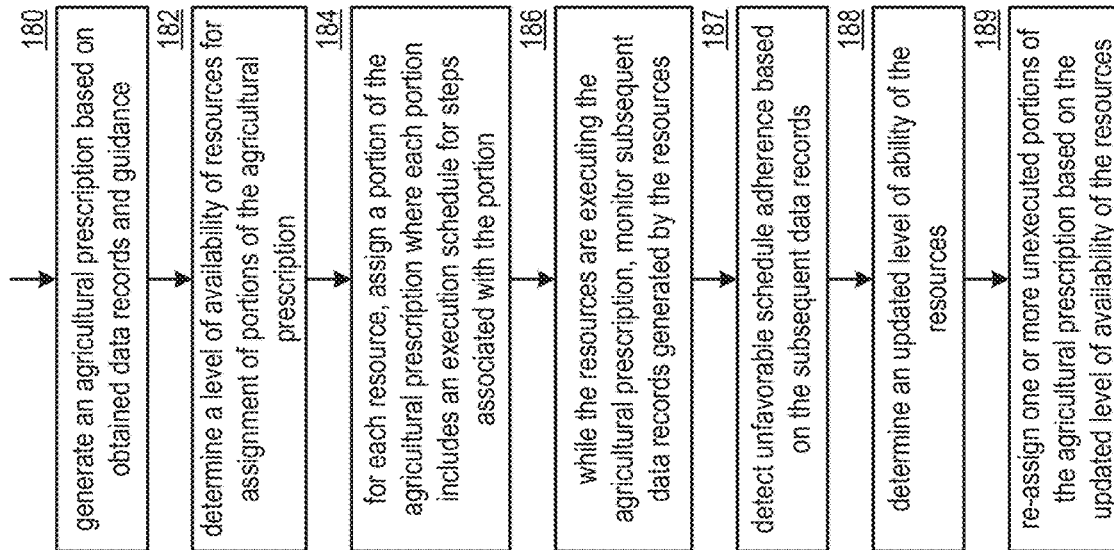 180
generate an agricultural prescription based on
obtained data records and guidance
182
determine a level of availability of resources for
assignment of portions of the agricultural
prescription
184
for each resource, assign a portion of the
agricultural prescription where each portion
includes an execution schedule for steps
associated with the portion
186
while the resources are executing the
agricultural prescription, monitor subsequent
data records generated by the resources
187
detect unfavorable schedule adherence based
on the subsequent data records
188
determine an updated level of ability of the
resources
189
re-assign one or more unexecuted portions of
the agricultural prescription based on the
updated level of availability of the resources